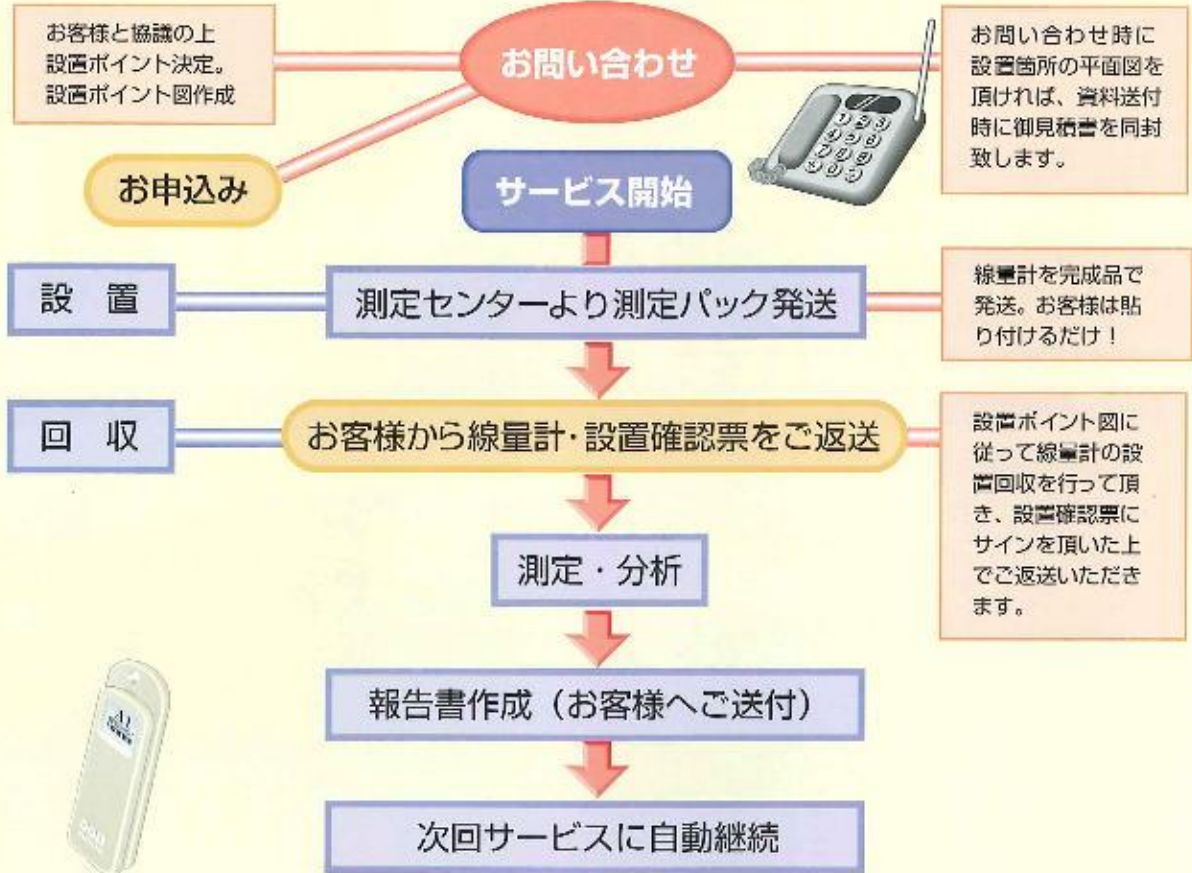 お客様と協議の上
設置ポイント決定。
設置ポイント図作成
お問い合わせ
お問い合わせ時に
設置箇所の平面図を
頂ければ、資料送付
時に御見積書を同封
致します。
お申込み
サービス開始
設 置
測定センターより測定パック発送
線量計を完成品で
発送。お客様は貼
り付けるだけ！
回 収
お客様から線量計・設置確認票をご返送
設置ポイント図に
従って線量計の設
置回収を行って頂
き、設置確認票に
サインを頂いた上
でご返送いただき
ます。
測定・分析
報告書作成（お客様へご送付）
次回サービスに自動継続